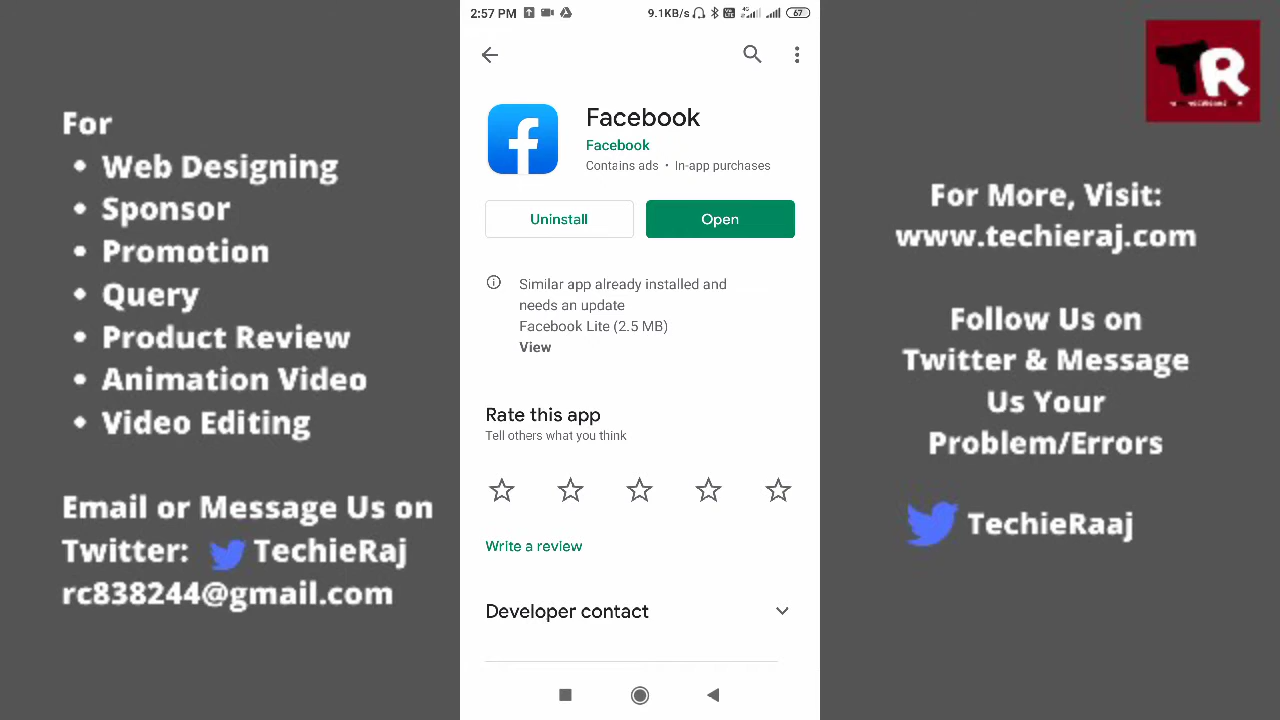 For
• Web Designing
• Sponsor
• Promotion
• Query
• Product Review
• Animation Video
• Video Editing
Email or Message Us on
Twitter: TechieRaj
rc838244@gmail.com
2:57 PM 9.1KB/s 4G 67
Facebook
Facebook
Contains ads • In-app purchases
Uninstall Open
Similar app already installed and
needs an update
Facebook Lite (2.5 MB)
View
Rate this app
Tell others what you think
Write a review
Developer contact
TR
For More, Visit:
www.techieraj.com
Follow Us on
Twitter & Message
Us Your
Problem/Errors
TechieRaaj